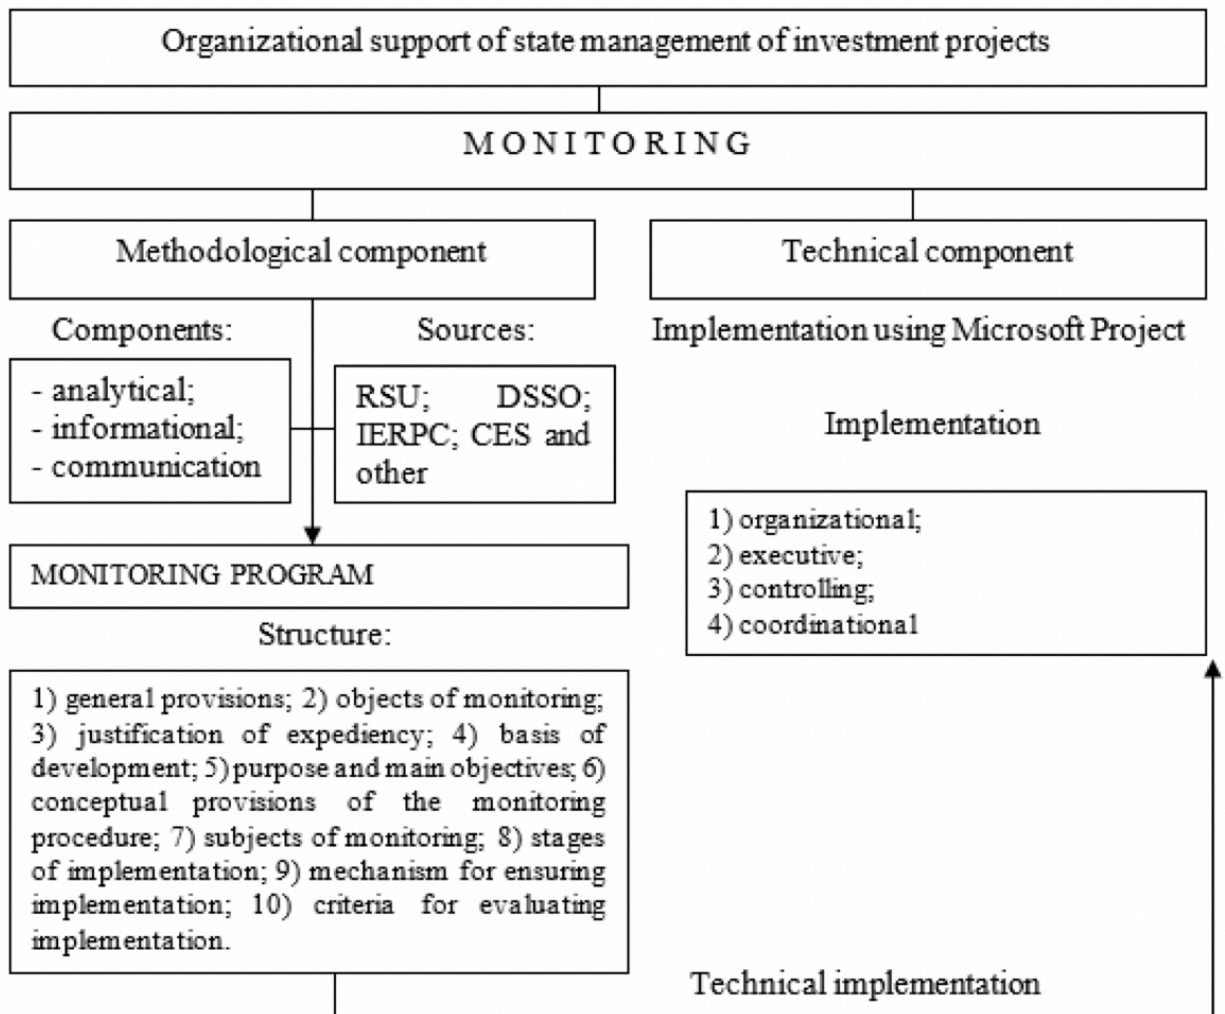 Organizational support of state management of investment projects
MONITORING
Methodological component
Technical component
Components:
Sources:
Implementation using Microsoft Project
- analytical;
- informational;
- communication
RSU; DSSO;
IERPC; CES and
other
Implementation
1) organizational;
2) executive;
3) controlling;
4) coordinational
MONITORING PROGRAM
Structure:
1) general provisions; 2) objects of monitoring;
3) justification of expediency; 4) basis of
development; 5) purpose and main objectives; 6)
conceptual provisions of the monitoring
procedure; 7) subjects of monitoring; 8) stages
of implementation; 9) mechanism for ensuring
implementation; 10) criteria for evaluating
implementation.
Technical implementation